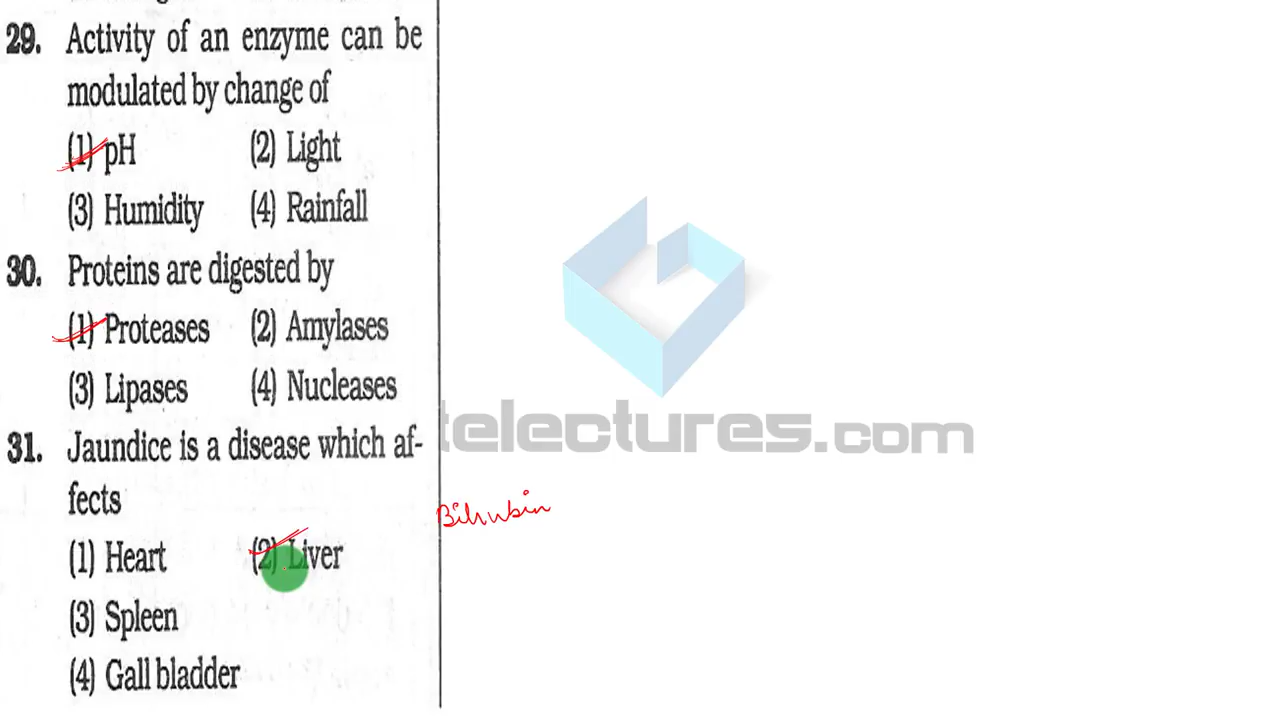 29. Activity of an enzyme can be
modulated by change of
(1) pH (2) Light
(3) Humidity (4) Rainfall
30. Proteins are digested by
(1) Proteases (2) Amylases
(3) Lipases (4) Nucleases
31. Jaundice is a disease which af-
fects
(1) Heart (2) Liver
(3) Spleen
(4) Gall bladder
telectures.com
Bilrubin